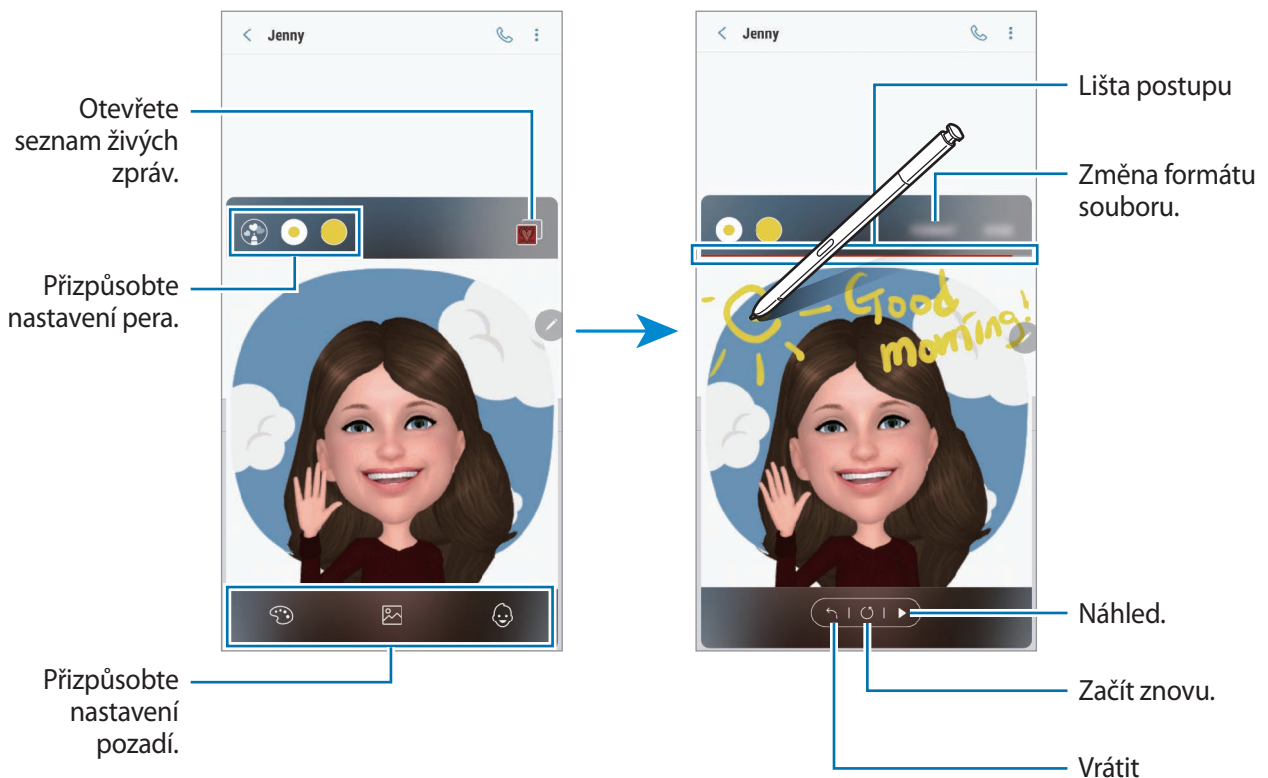 Jenny
Otevřete
seznam živých
zpráv.
Přizpůsobte
nastavení pera.
Přizpůsobte
nastavení
pozadí.
Jenny
Good
morning!
Lišta postupu
Změna formátu
souboru.
Náhled.
Začít znovu.
Vrátit